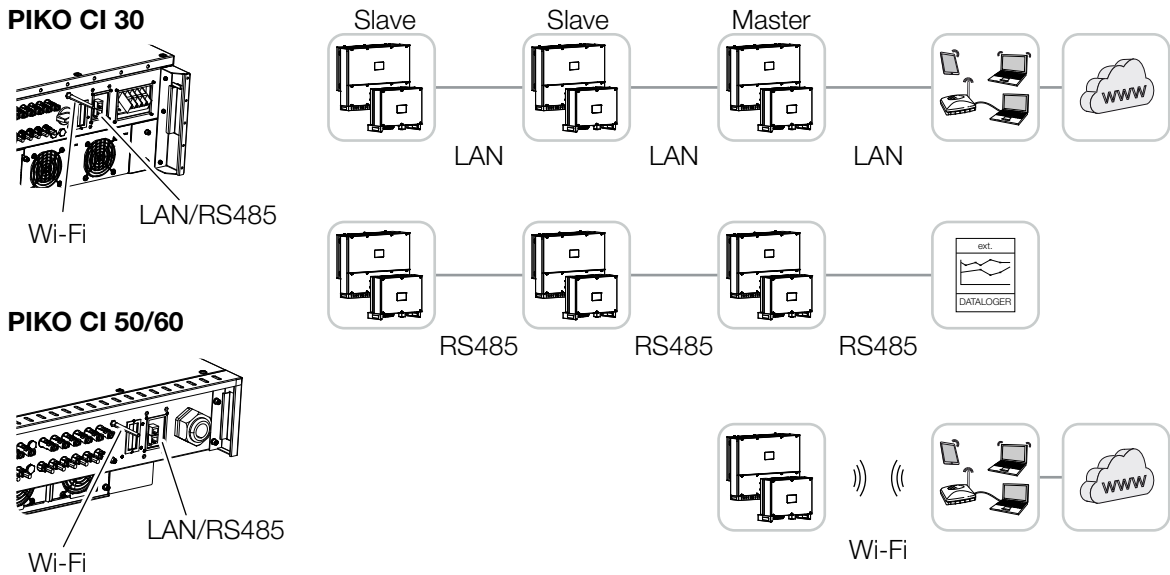 PIKO CI 30
Slave Slave Master
www
LAN LAN LAN
LAN/RS485
Wi-Fi
ext.
DATALOGER
PIKO CI 50/60
RS485 RS485 RS485
www
LAN/RS485
Wi-Fi
Wi-Fi